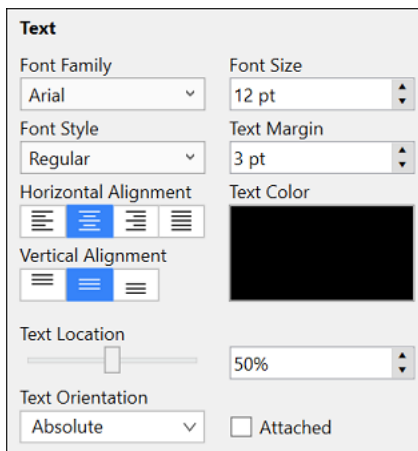 Text
Font Family Font Size
Arial 12 pt
Font Style Text Margin
Regular 3 pt
Horizontal Alignment Text Color
Vertical Alignment
Text Location
50%
Text Orientation
Absolute Attached